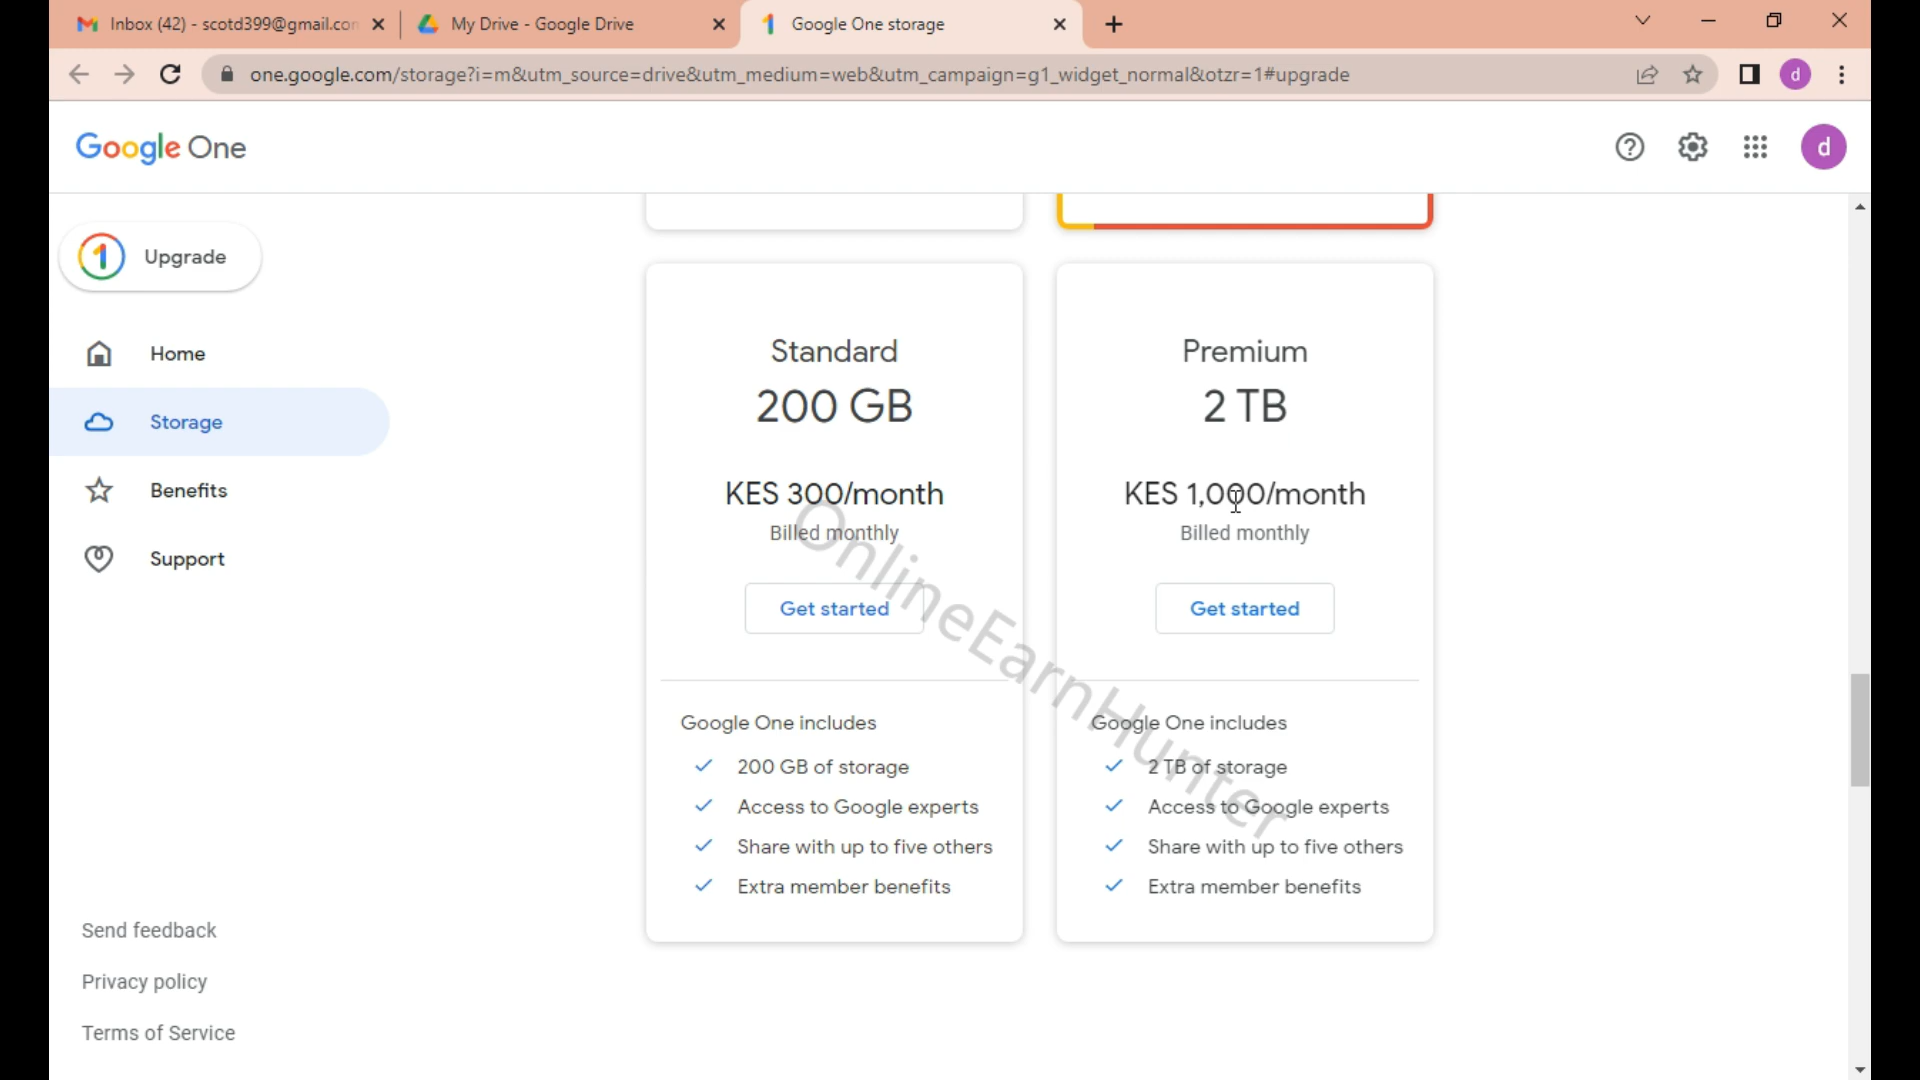 Inbox (42) - scotd399@gmail.con
My Drive - Google Drive
Google One storage
one.google.com/storage?i=m&utm_source=drive&utm_medium=web&utm_campaign=g1_widget_normal&otzr=1#upgrade
d
Google One
d
Upgrade
Home
Storage
Benefits
Support
Send feedback
Privacy policy
Terms of Service
Standard
200 GB
KES 300/month
Billed monthly
Get started
Google One includes
200 GB of storage
Access to Google experts
Share with up to five others
Extra member benefits
Premium
2 TB
KES 1,000/month
Billed monthly
Get started
Google One includes
2 TB of storage
Access to Google experts
Share with up to five others
Extra member benefits
OnlineEarnHunter